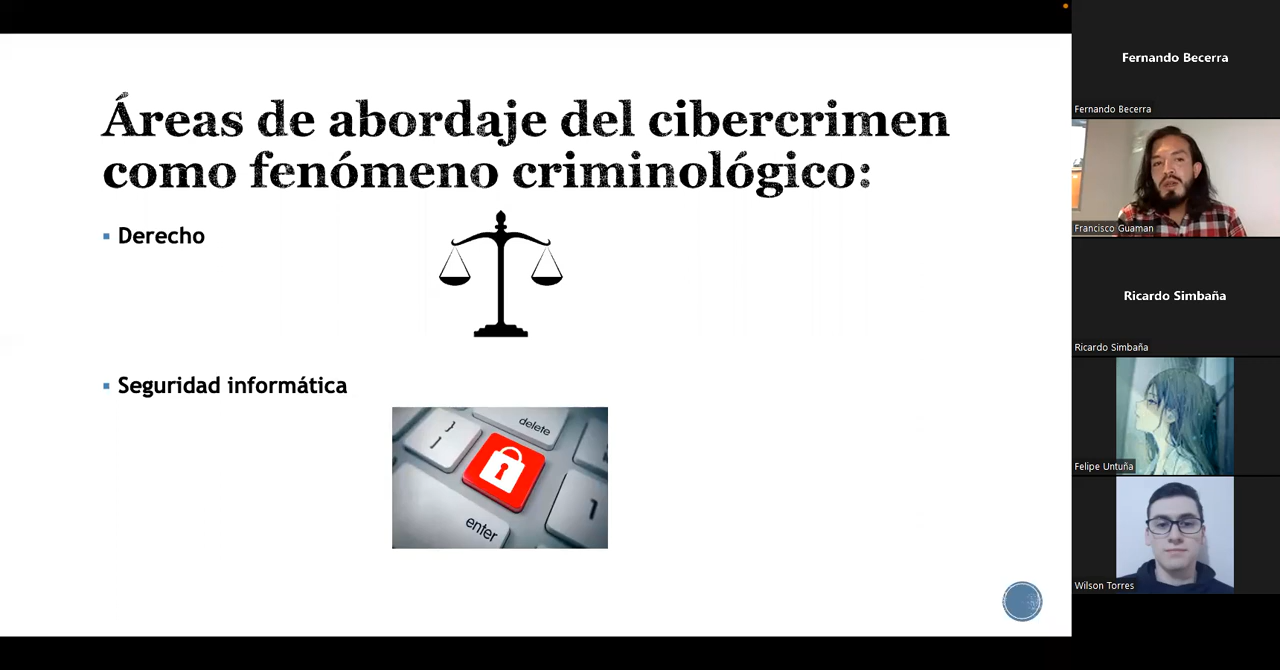 Áreas de abordaje del cibercrimen
como fenómeno criminológico:
▪ Derecho
▪ Seguridad informática
delete
enter
Fernando Becerra
Fernando Becerra
Francisco Guaman
Ricardo Simbaña
Ricardo Simbaña
Felipe Untuña
Wilson Torres